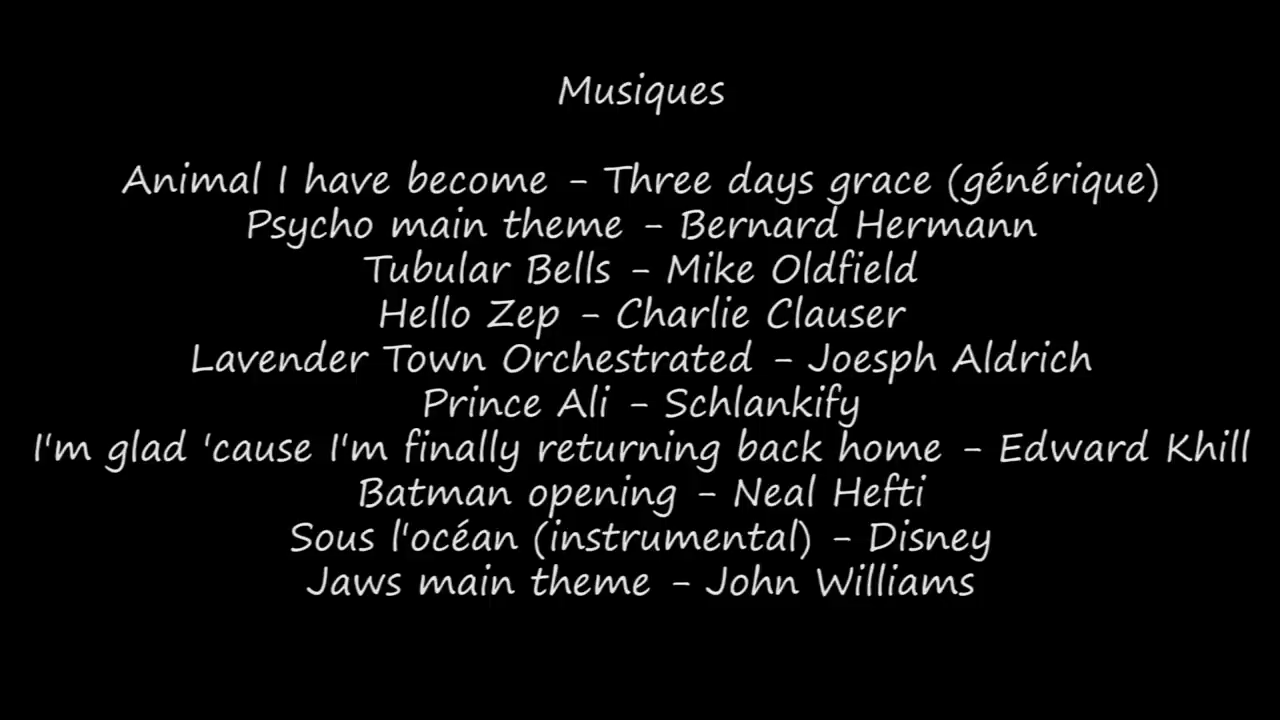 Musiques
Animal I have become - Three days grace (générique)
Psycho main theme - Bernard Hermann
Tubular Bells - Mike Oldfield
Hello Zep - Charlie Clauser
Lavender Town Orchestrated - Joesph Aldrich
Prince Ali - Schlankify
I'm glad 'cause I'm finally returning back home - Edward Khill
Batman opening - Neal Hefti
Sous l'océan (instrumental) - Disney
Jaws main theme - John Williams